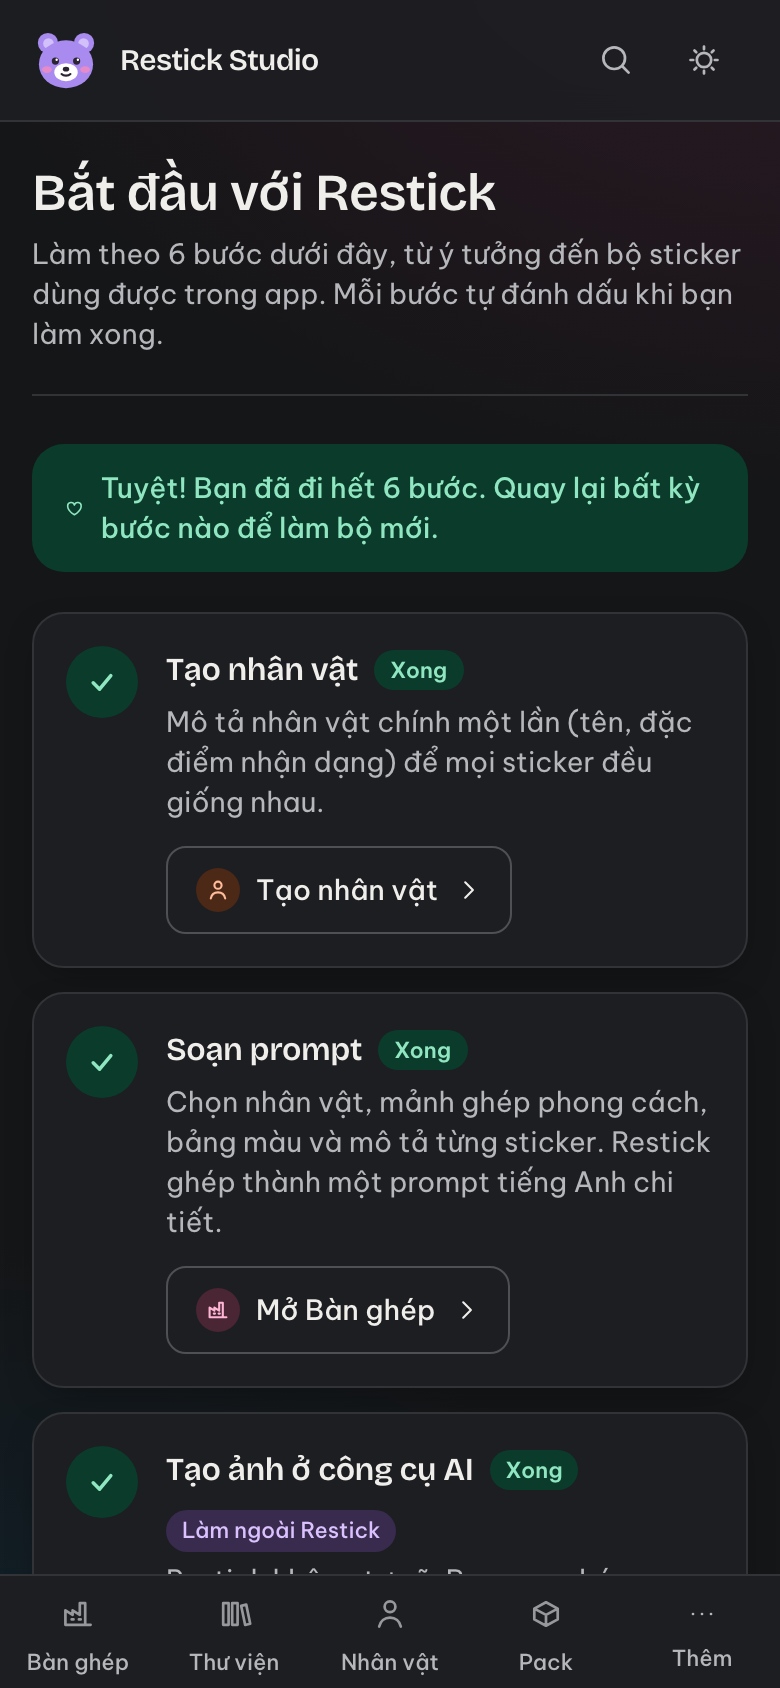 Restick Studio
Bắt đầu với Restick
Làm theo 6 bước dưới đây, từ ý tưởng đến bộ sticker
dùng được trong app. Mỗi bước tự đánh dấu khi bạn
làm xong.
Tuyệt! Bạn đã đi hết 6 bước. Quay lại bất kỳ
bước nào để làm bộ mới.
Tạo nhân vật Xong
Mô tả nhân vật chính một lần (tên, đặc
điểm nhận dạng) để mọi sticker đều
giống nhau.
Tạo nhân vật
Soạn prompt Xong
Chọn nhân vật, mảnh ghép phong cách,
bảng màu và mô tả từng sticker. Restick
ghép thành một prompt tiếng Anh chi
tiết.
Mở Bàn ghép
Tạo ảnh ở công cụ AI Xong
Làm ngoài Restick
Bàn ghép
Thư viện
Nhân vật
Pack
Thêm